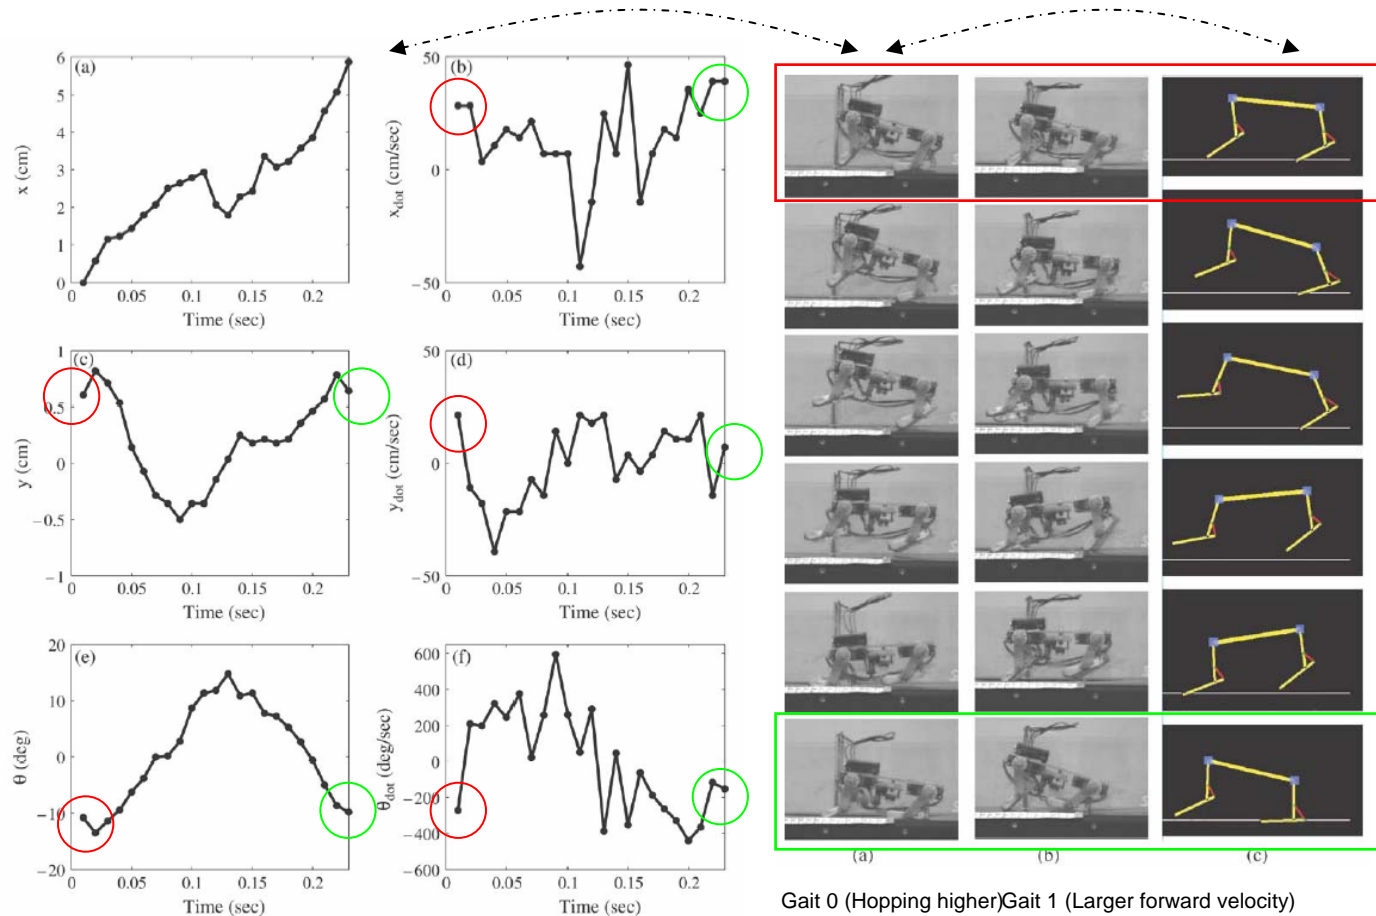 (a)
6
5
4
3
2
1
0
x (cm)
0
0.05
0.1
0.15
0.2
Time (sec)
(b)
50
0
−50
x_dot (cm/sec)
0
0.05
0.1
0.15
0.2
Time (sec)
(c)
1
0.5
0
−0.5
−1
y (cm)
0
0.05
0.1
0.15
0.2
Time (sec)
(d)
50
0
−50
y_dot (cm/sec)
0
0.05
0.1
0.15
0.2
Time (sec)
(e)
20
10
0
−10
−20
θ (deg)
0
0.05
0.1
0.15
0.2
Time (sec)
(f)
600
400
200
0
−200
−400
−600
θ_dot (deg/sec)
0
0.05
0.1
0.15
0.2
Time (sec)
(a)
(b)
(c)
Gait 0 (Hopping higher)Gait 1 (Larger forward velocity)